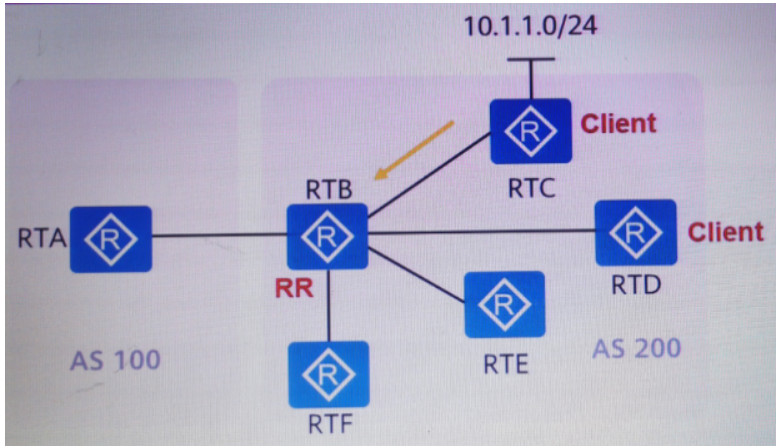 10.1.1.0/24
R
Client
RTC
RTB
RTA
R
R
R
Client
RR
RTD
R
RTE
AS 200
AS 100
R
RTF